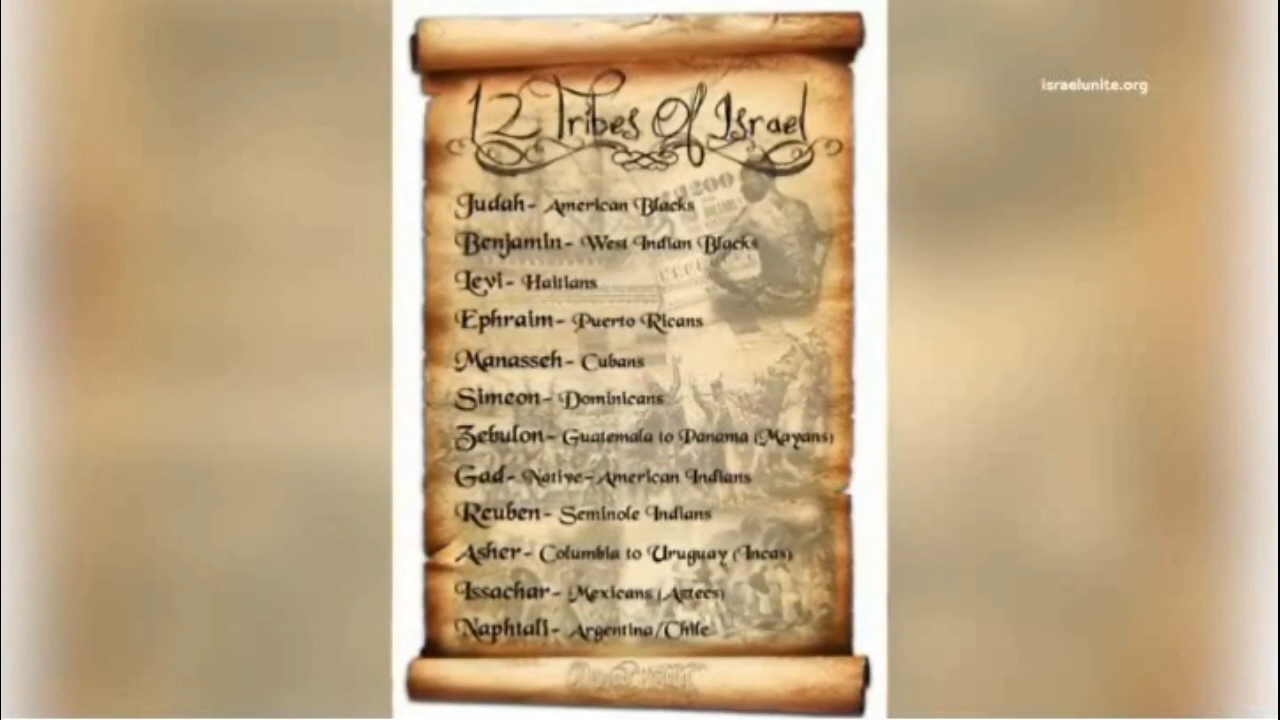 israelunite.org
12 Tribes Of Israel
Judah- American Blacks
Benjamin- West Indian Blacks
Levi- Haitians
Ephraim- Puerto Ricans
Manasseh- Cubans
Simeon- Dominicans
Zebulon- Guatemala to Panama (Mayans)
Gad- Native-American Indians
Reuben- Seminole Indians
Asher- Columbia to Uruguay (Incas)
Issachar- Mexicans (Aztecs)
Naphtali- Argentina/Chile